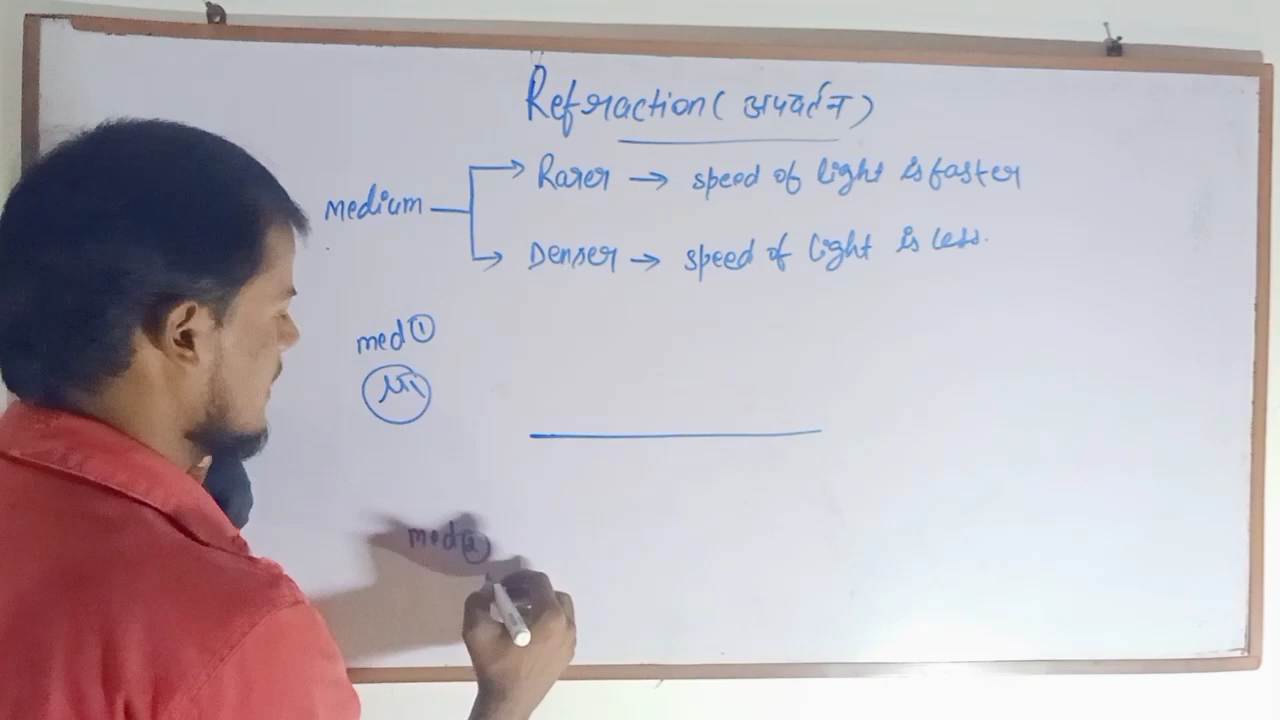 Refraction (अपवर्तन)
medium → Rarer → speed of light is faster
→ Denser → speed of light is less.
med ①
μ₁
med ②